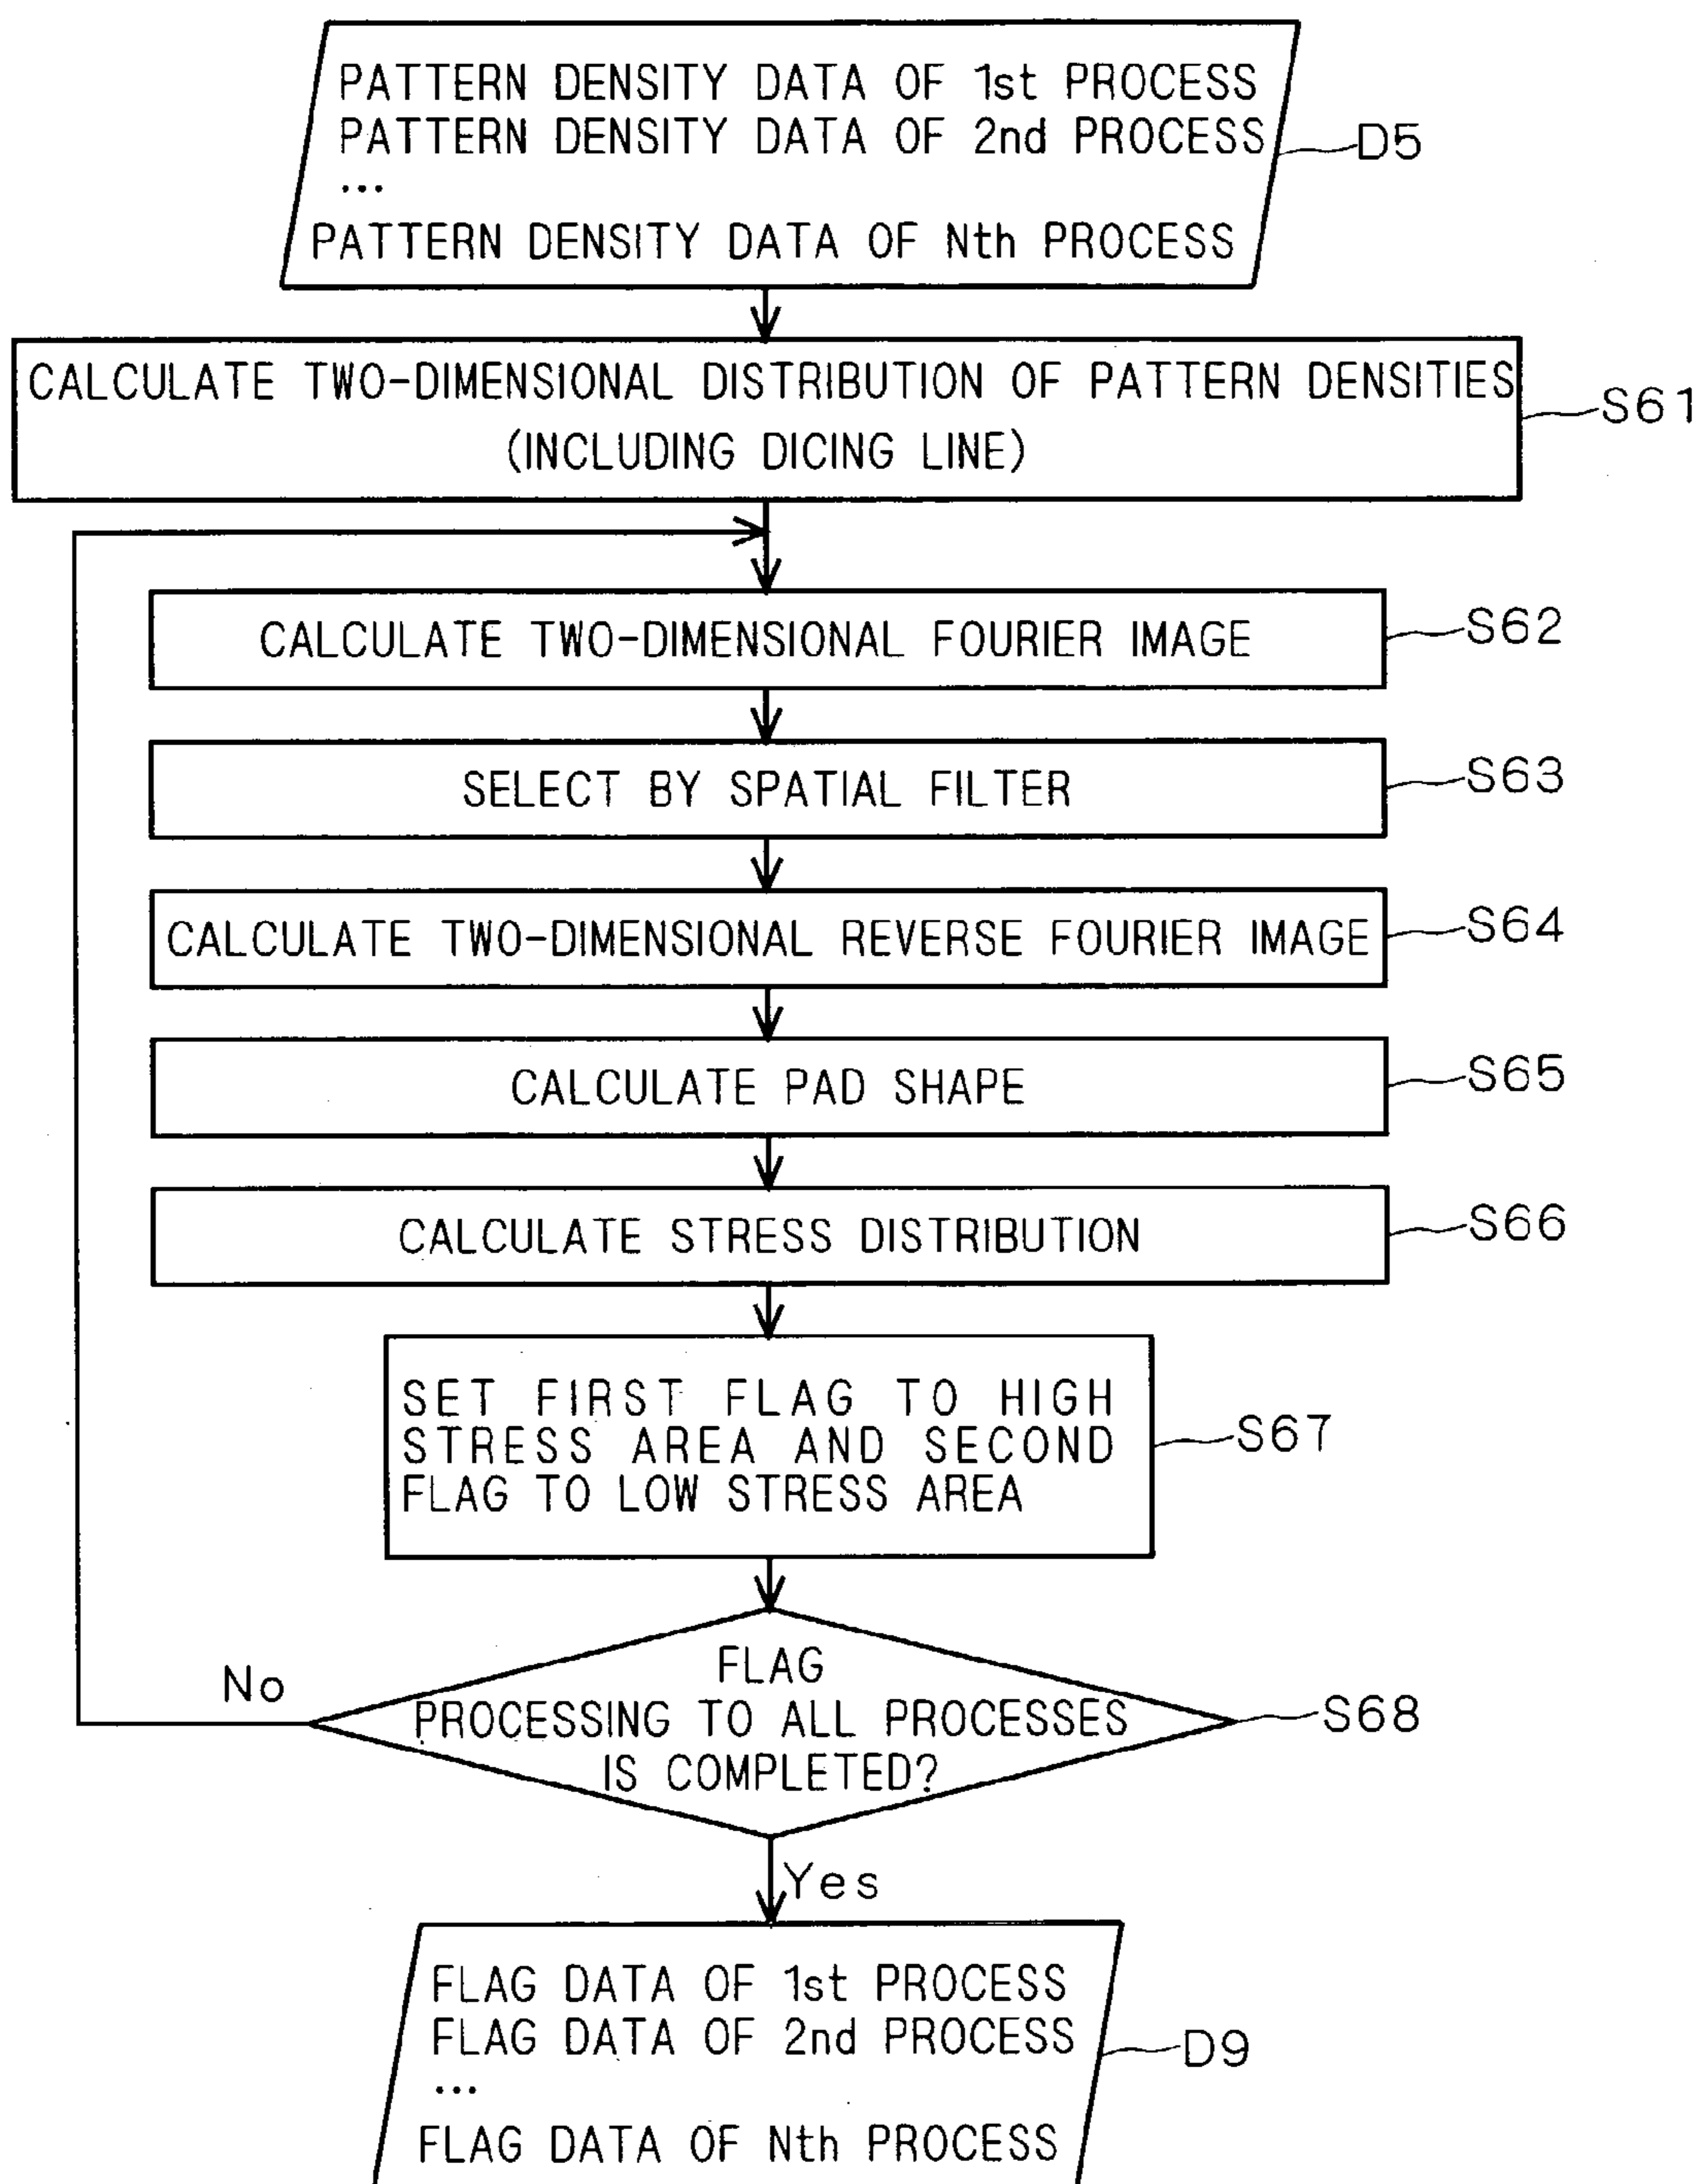 PATTERN DENSITY DATA OF 1st PROCESS
PATTERN DENSITY DATA OF 2nd PROCESS
...
PATTERN DENSITY DATA OF Nth PROCESS
D5
CALCULATE TWO-DIMENSIONAL DISTRIBUTION OF PATTERN DENSITIES
(INCLUDING DICING LINE)
S61
CALCULATE TWO-DIMENSIONAL FOURIER IMAGE
S62
SELECT BY SPATIAL FILTER
S63
CALCULATE TWO-DIMENSIONAL REVERSE FOURIER IMAGE
S64
CALCULATE PAD SHAPE
S65
CALCULATE STRESS DISTRIBUTION
S66
SET FIRST FLAG TO HIGH
STRESS AREA AND SECOND
FLAG TO LOW STRESS AREA
S67
FLAG
PROCESSING TO ALL PROCESSES
IS COMPLETED?
S68
No
Yes
FLAG DATA OF 1st PROCESS
FLAG DATA OF 2nd PROCESS
...
FLAG DATA OF Nth PROCESS
D9